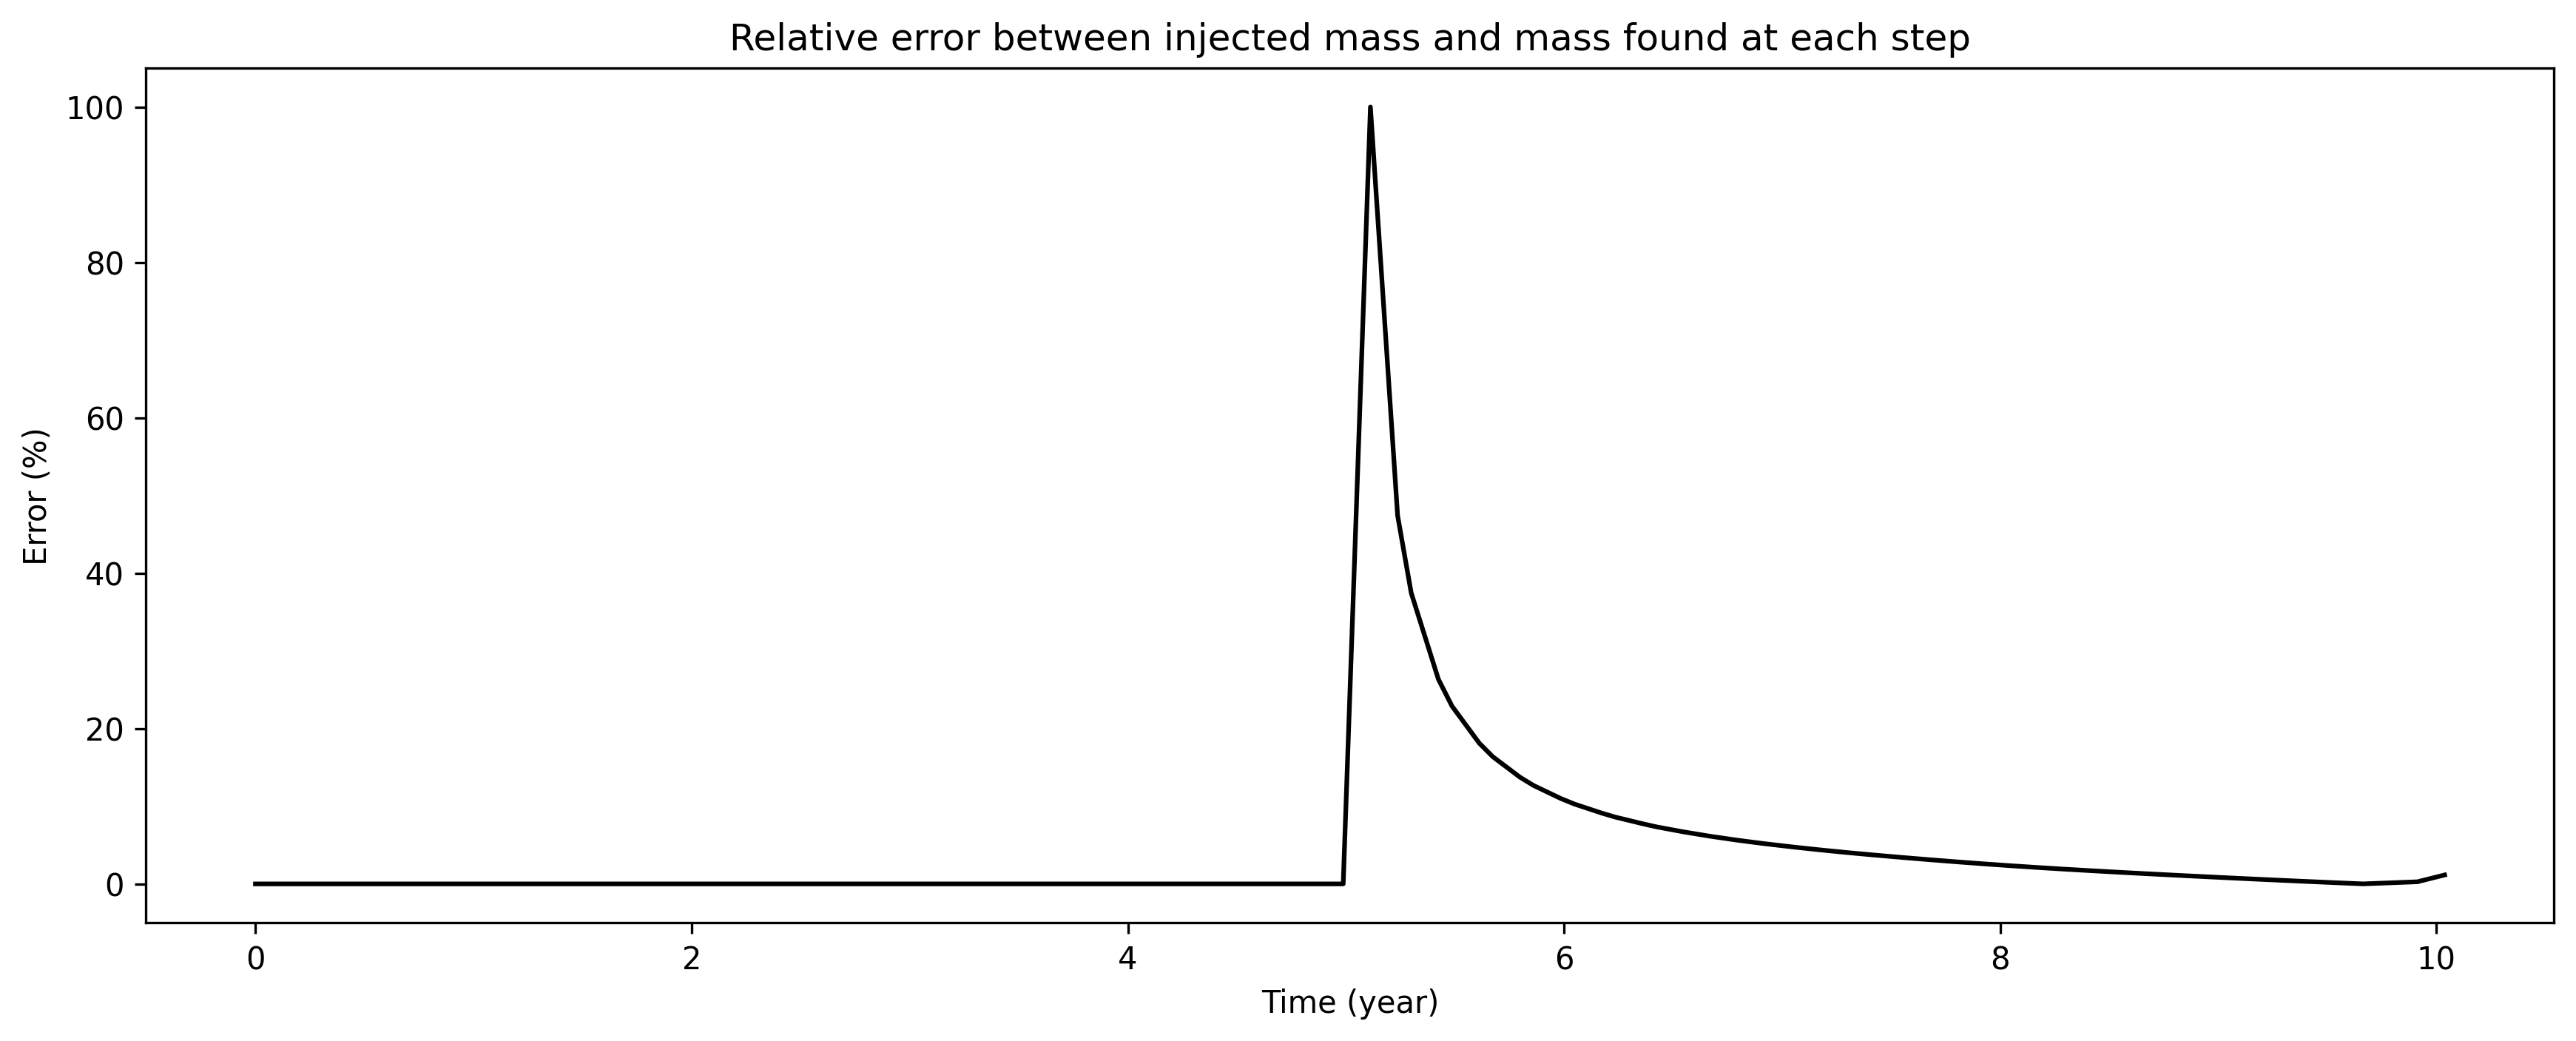 Relative error between injected mass and mass found at each step
100
80
60
40
20
0
Error (%)
0 2 4 6 8 10
Time (year)